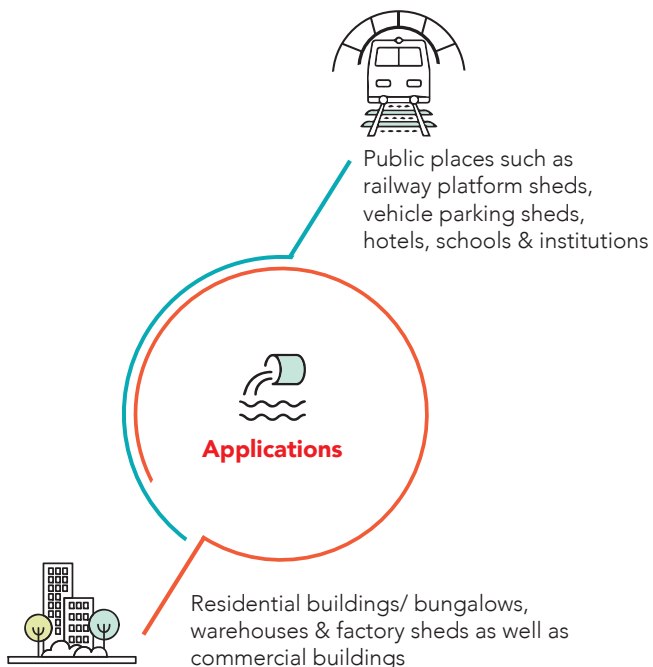 Public places such as
railway platform sheds,
vehicle parking sheds,
hotels, schools & institutions
Applications
Residential buildings/ bungalows,
warehouses & factory sheds as well as
commercial buildings